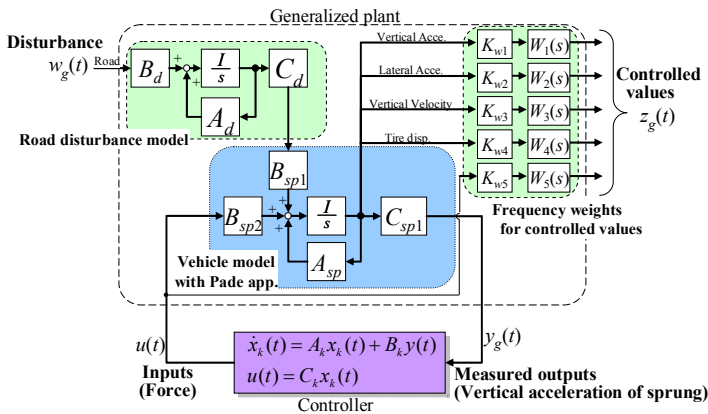 Generalized plant
Disturbance
w_g(t)
Road
B_d
+
+
I/s
C_d
A_d
Road disturbance model
Vertical Acce.
K_w1
W_1(s)
Lateral Acce.
K_w2
W_2(s)
Vertical Velocity
K_w3
W_3(s)
Tire disp.
K_w4
W_4(s)
K_w5
W_5(s)
Controlled
values
z_g(t)
Frequency weights
for controlled values
B_sp1
B_sp2
+
+
+
I/s
C_sp1
A_sp
Vehicle model
with Pade app.
u(t)
Inputs
(Force)
ẋ_k(t) = A_k x_k(t) + B_k y(t)
u(t) = C_k x_k(t)
Controller
y_g(t)
Measured outputs
(Vertical acceleration of sprung)